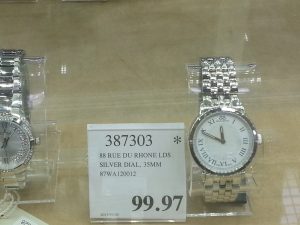 387303 *
88 RUE DU RHONE LDS
SILVER DIAL, 35MM
87WA120012
99.97